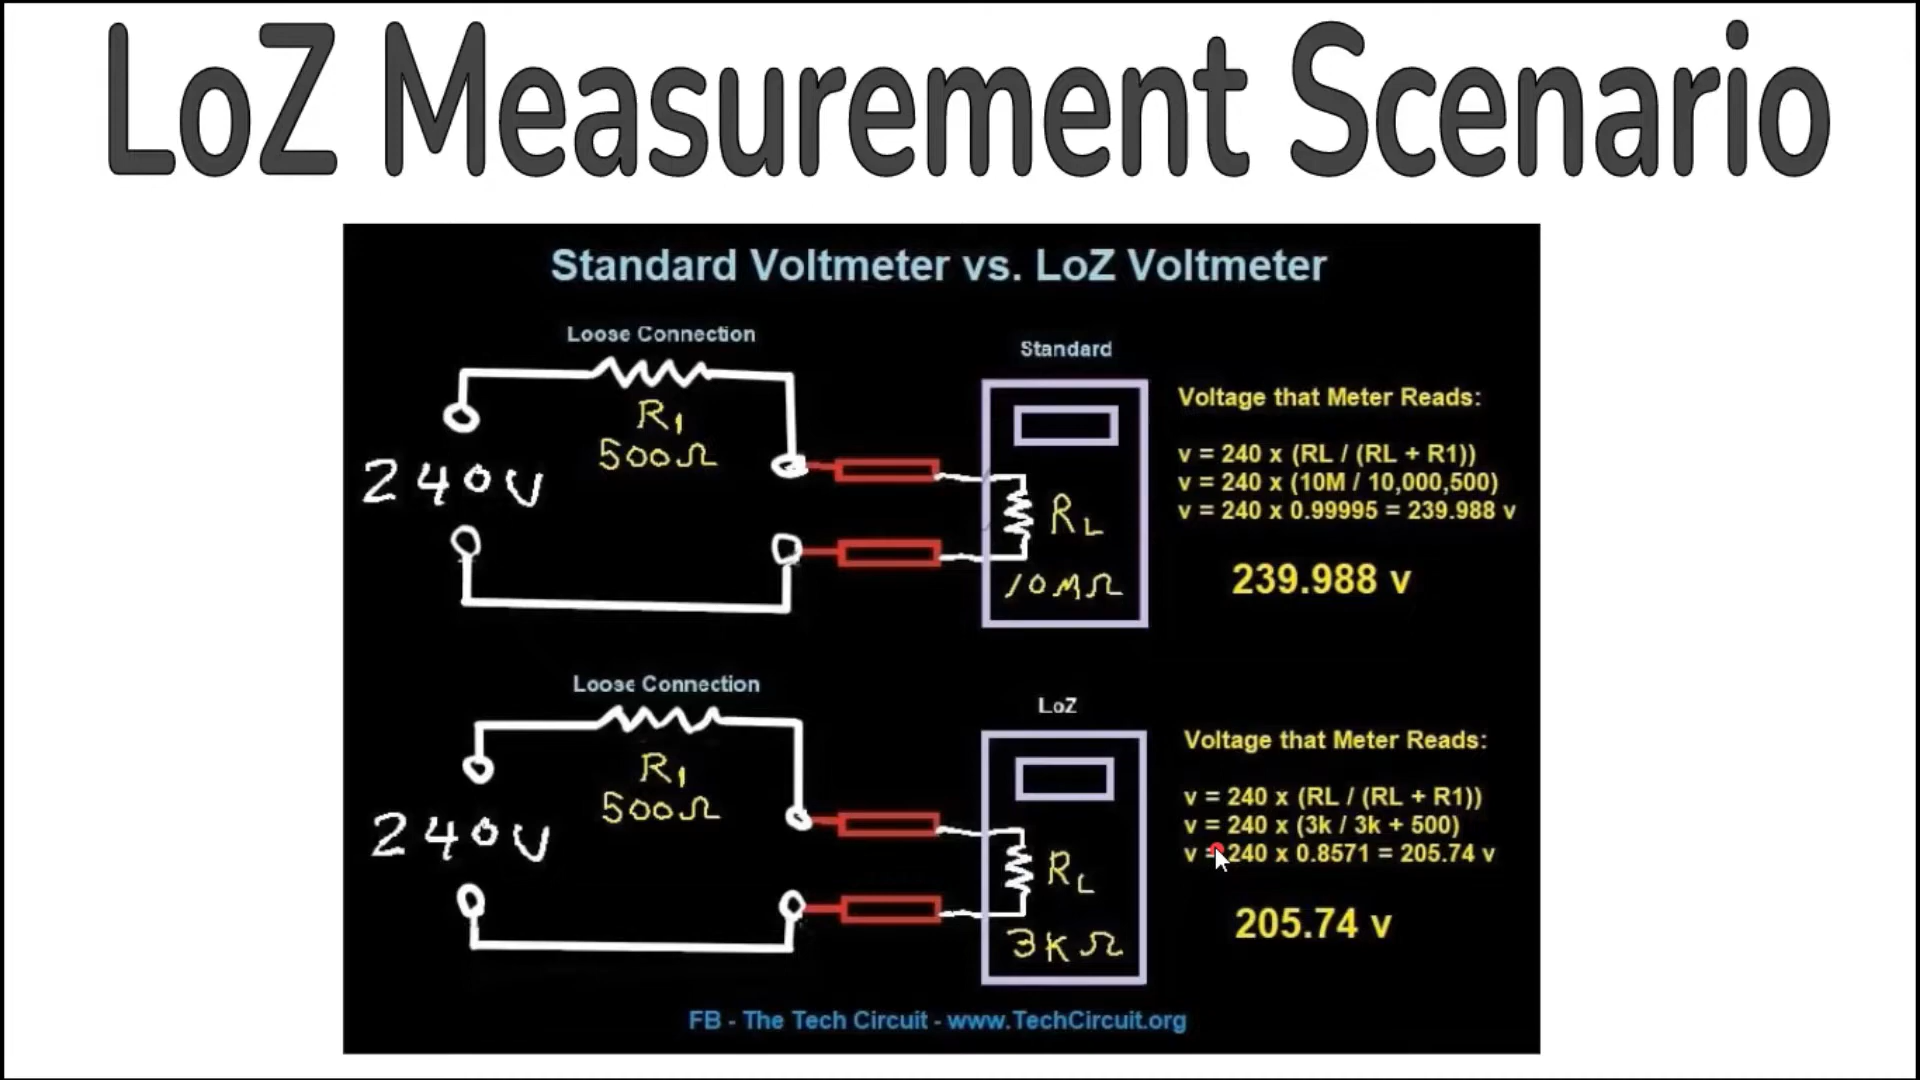 LoZ Measurement Scenario
Standard Voltmeter vs. LoZ Voltmeter
Loose Connection
R1
500Ω
240V
Standard
RL
10MΩ
Voltage that Meter Reads:
v = 240 x (RL / (RL + R1))
v = 240 x (10M / 10,000,500)
v = 240 x 0.99995 = 239.988 v
239.988 v
Loose Connection
R1
500Ω
240V
LoZ
RL
3KΩ
Voltage that Meter Reads:
v = 240 x (RL / (RL + R1))
v = 240 x (3k / 3k + 500)
v = 240 x 0.8571 = 205.74 v
205.74 v
FB - The Tech Circuit - www.TechCircuit.org